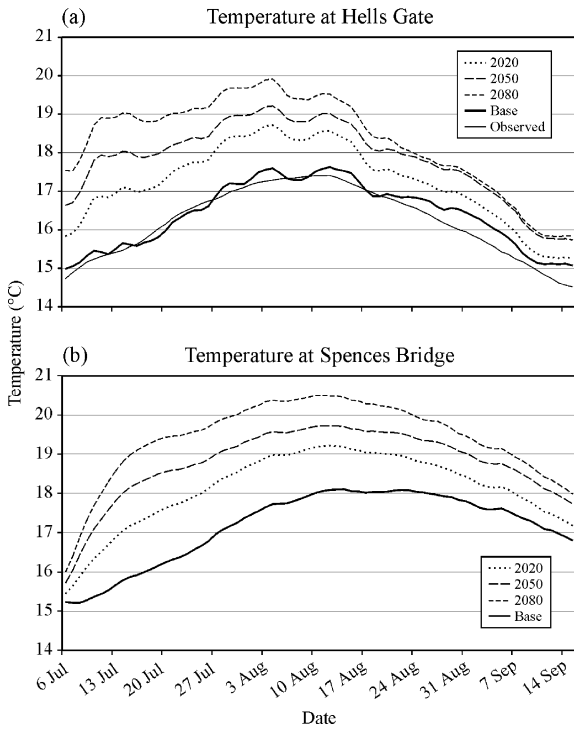 (a) Temperature at Hells Gate
21
20
19
18
17
16
15
14
2020
2050
2080
Base
Observed
Temperature (°C)
(b) Temperature at Spences Bridge
21
20
19
18
17
16
15
14
2020
2050
2080
Base
6 Jul
13 Jul
20 Jul
27 Jul
3 Aug
10 Aug
17 Aug
24 Aug
31 Aug
7 Sep
14 Sep
Date